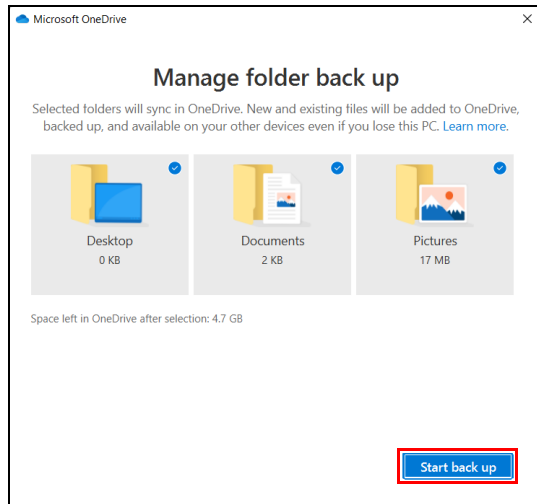 Microsoft OneDrive
Manage folder back up
Selected folders will sync in OneDrive. New and existing files will be added to OneDrive,
backed up, and available on your other devices even if you lose this PC. Learn more.
Desktop
0 KB
Documents
2 KB
Pictures
17 MB
Space left in OneDrive after selection: 4.7 GB
Start back up